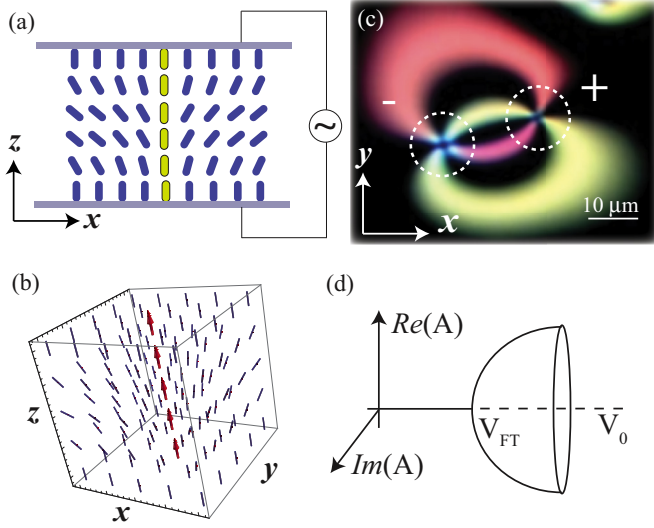 (a)
z
x
~
(b)
z
x
y
(c)
-
+
y
x
10 μm
(d)
Re(A)
V_FT
V_0
Im(A)